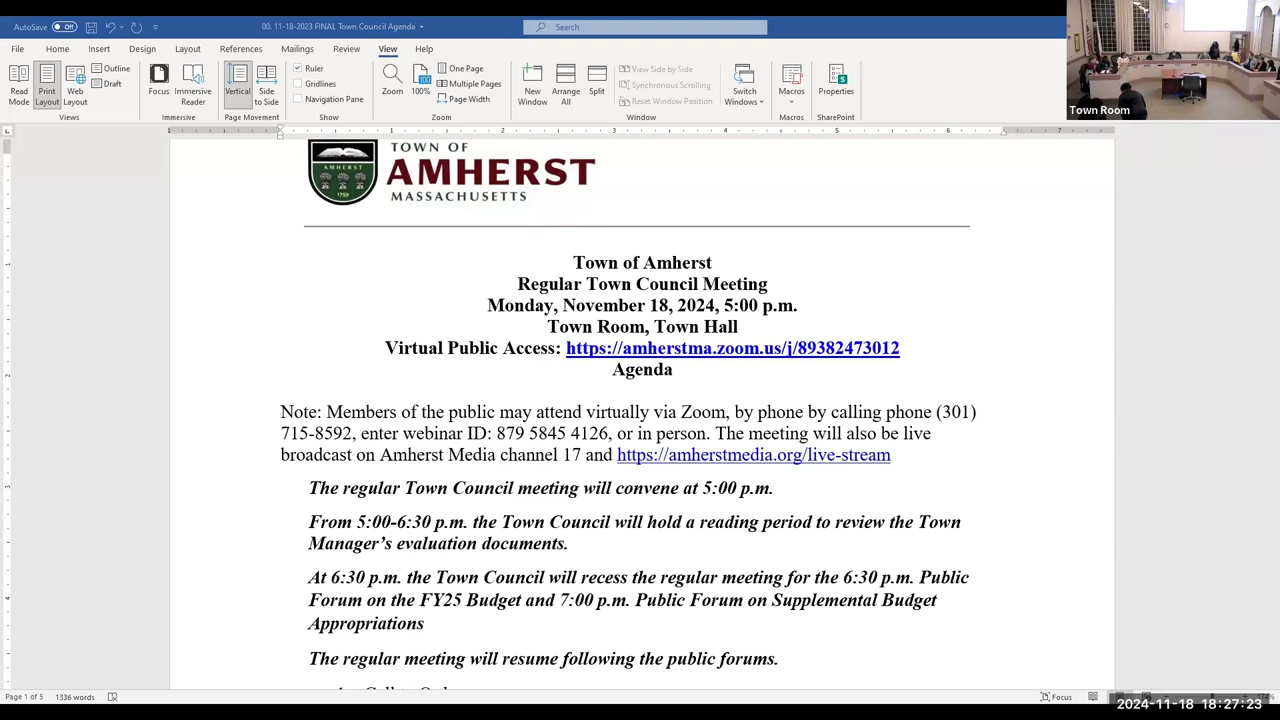 AutoSave Off 00. 11-18-2023 FINAL Town Council Agenda Search
File Home Insert Design Layout References Mailings Review View Help
Read Mode
Print Layout
Web Layout
Outline
Draft
Views
Focus
Immersive Reader
Immersive
Vertical
Side to Side
Page Movement
Ruler
Gridlines
Navigation Pane
Show
Zoom
100%
One Page
Multiple Pages
Page Width
Zoom
New Window
Arrange All
Split
View Side by Side
Synchronous Scrolling
Reset Window Position
Window
Switch Windows
Macros
Macros
Properties
SharePoint
Town Room
1 1 2 3 4 5 6 7
TOWN OF
AMHERST
MASSACHUSETTS
AMHERST
1759
Town of Amherst
Regular Town Council Meeting
Monday, November 18, 2024, 5:00 p.m.
Town Room, Town Hall
Virtual Public Access: https://amherstma.zoom.us/j/89382473012
Agenda
Note: Members of the public may attend virtually via Zoom, by phone by calling phone (301)
715-8592, enter webinar ID: 879 5845 4126, or in person. The meeting will also be live
broadcast on Amherst Media channel 17 and https://amherstmedia.org/live-stream
The regular Town Council meeting will convene at 5:00 p.m.
From 5:00-6:30 p.m. the Town Council will hold a reading period to review the Town
Manager's evaluation documents.
At 6:30 p.m. the Town Council will recess the regular meeting for the 6:30 p.m. Public
Forum on the FY25 Budget and 7:00 p.m. Public Forum on Supplemental Budget
Appropriations
The regular meeting will resume following the public forums.
Page 1 of 5 1336 words Focus
2024-11-18 18:27:23